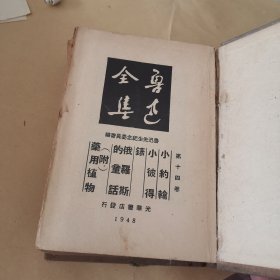 魯迅
全集
魯迅先生紀念委員會編
第十四卷
小約翰
小彼得
錶
俄羅斯
的童話
（附）
藥用植物
光華書店發行
1948